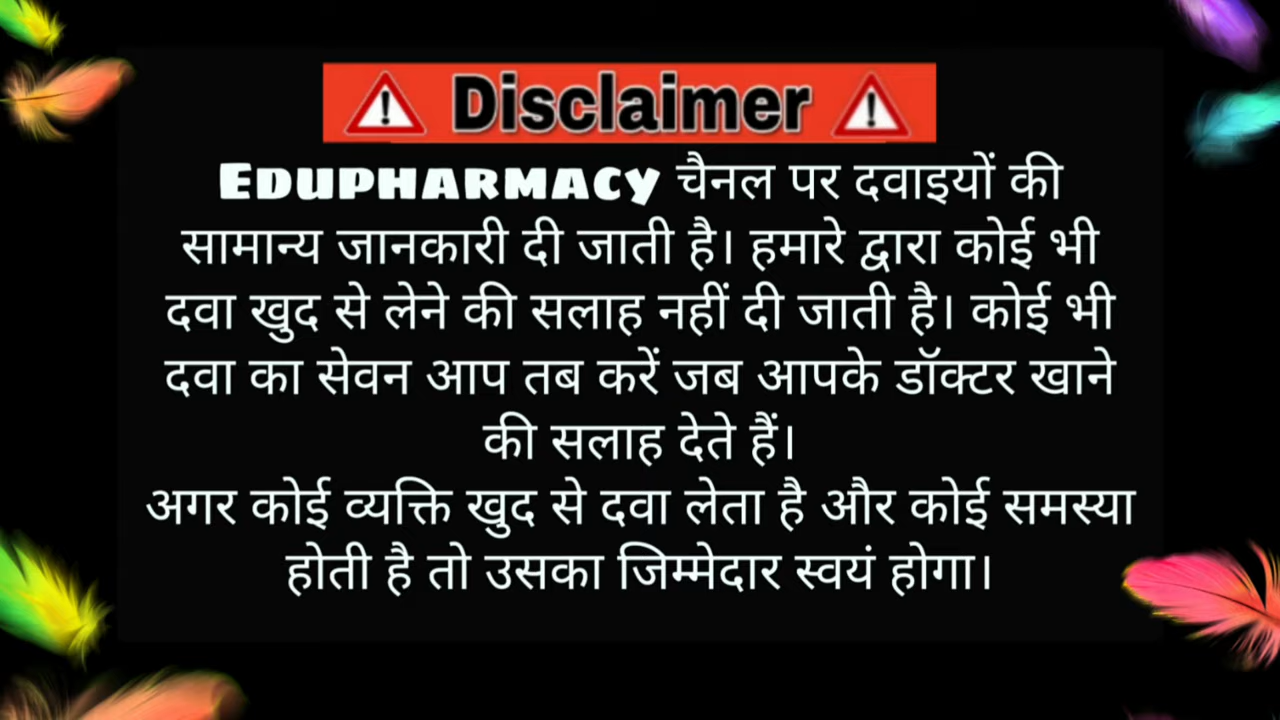 Disclaimer
EDUPHARMACY चैनल पर दवाइयों की
सामान्य जानकारी दी जाती है। हमारे द्वारा कोई भी
दवा खुद से लेने की सलाह नहीं दी जाती है। कोई भी
दवा का सेवन आप तब करें जब आपके डॉक्टर खाने
की सलाह देते हैं।
अगर कोई व्यक्ति खुद से दवा लेता है और कोई समस्या
होती है तो उसका जिम्मेदार स्वयं होगा।